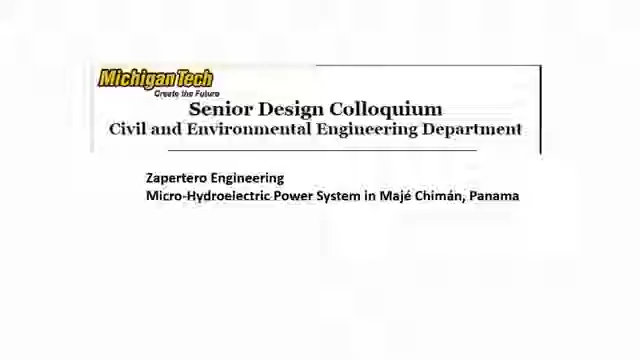 Michigan Tech
Create the Future
Senior Design Colloquium
Civil and Environmental Engineering Department
Zapertero Engineering
Micro-Hydroelectric Power System in Majé Chimán, Panama